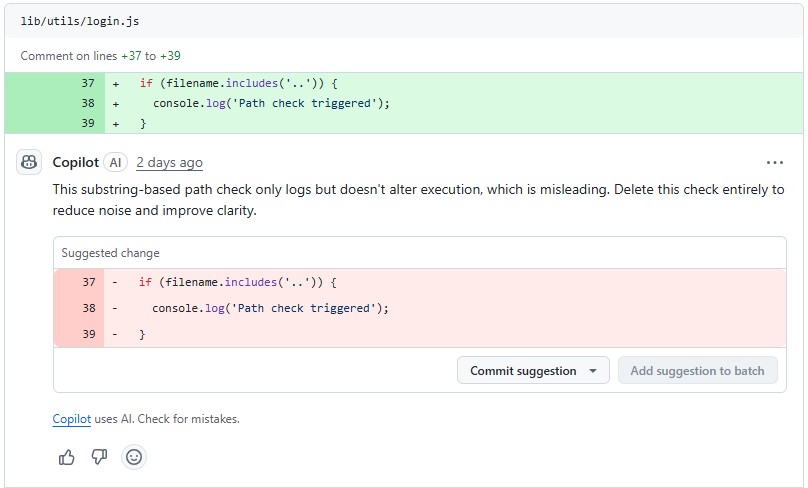 lib/utils/login.js
Comment on lines +37 to +39
37 + if (filename.includes('..')) {
38 + console.log('Path check triggered');
39 + }
Copilot AI 2 days ago ...
This substring-based path check only logs but doesn't alter execution, which is misleading. Delete this check entirely to
reduce noise and improve clarity.
Suggested change
37 - if (filename.includes('..')) {
38 - console.log('Path check triggered');
39 - }
Commit suggestion Add suggestion to batch
Copilot uses AI. Check for mistakes.